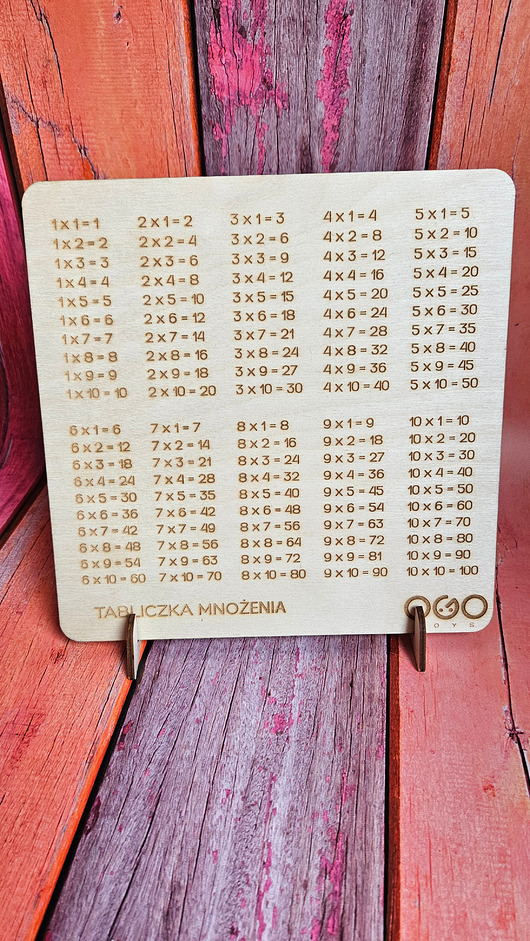 1 x 1 = 1
1 x 2 = 2
1 x 3 = 3
1 x 4 = 4
1 x 5 = 5
1 x 6 = 6
1 x 7 = 7
1 x 8 = 8
1 x 9 = 9
1 x 10 = 10
2 x 1 = 2
2 x 2 = 4
2 x 3 = 6
2 x 4 = 8
2 x 5 = 10
2 x 6 = 12
2 x 7 = 14
2 x 8 = 16
2 x 9 = 18
2 x 10 = 20
3 x 1 = 3
3 x 2 = 6
3 x 3 = 9
3 x 4 = 12
3 x 5 = 15
3 x 6 = 18
3 x 7 = 21
3 x 8 = 24
3 x 9 = 27
3 x 10 = 30
4 x 1 = 4
4 x 2 = 8
4 x 3 = 12
4 x 4 = 16
4 x 5 = 20
4 x 6 = 24
4 x 7 = 28
4 x 8 = 32
4 x 9 = 36
4 x 10 = 40
5 x 1 = 5
5 x 2 = 10
5 x 3 = 15
5 x 4 = 20
5 x 5 = 25
5 x 6 = 30
5 x 7 = 35
5 x 8 = 40
5 x 9 = 45
5 x 10 = 50
6 x 1 = 6
6 x 2 = 12
6 x 3 = 18
6 x 4 = 24
6 x 5 = 30
6 x 6 = 36
6 x 7 = 42
6 x 8 = 48
6 x 9 = 54
6 x 10 = 60
7 x 1 = 7
7 x 2 = 14
7 x 3 = 21
7 x 4 = 28
7 x 5 = 35
7 x 6 = 42
7 x 7 = 49
7 x 8 = 56
7 x 9 = 63
7 x 10 = 70
8 x 1 = 8
8 x 2 = 16
8 x 3 = 24
8 x 4 = 32
8 x 5 = 40
8 x 6 = 48
8 x 7 = 56
8 x 8 = 64
8 x 9 = 72
8 x 10 = 80
9 x 1 = 9
9 x 2 = 18
9 x 3 = 27
9 x 4 = 36
9 x 5 = 45
9 x 6 = 54
9 x 7 = 63
9 x 8 = 72
9 x 9 = 81
9 x 10 = 90
10 x 1 = 10
10 x 2 = 20
10 x 3 = 30
10 x 4 = 40
10 x 5 = 50
10 x 6 = 60
10 x 7 = 70
10 x 8 = 80
10 x 9 = 90
10 x 10 = 100
TABLICZKA MNOŻENIA
OGO